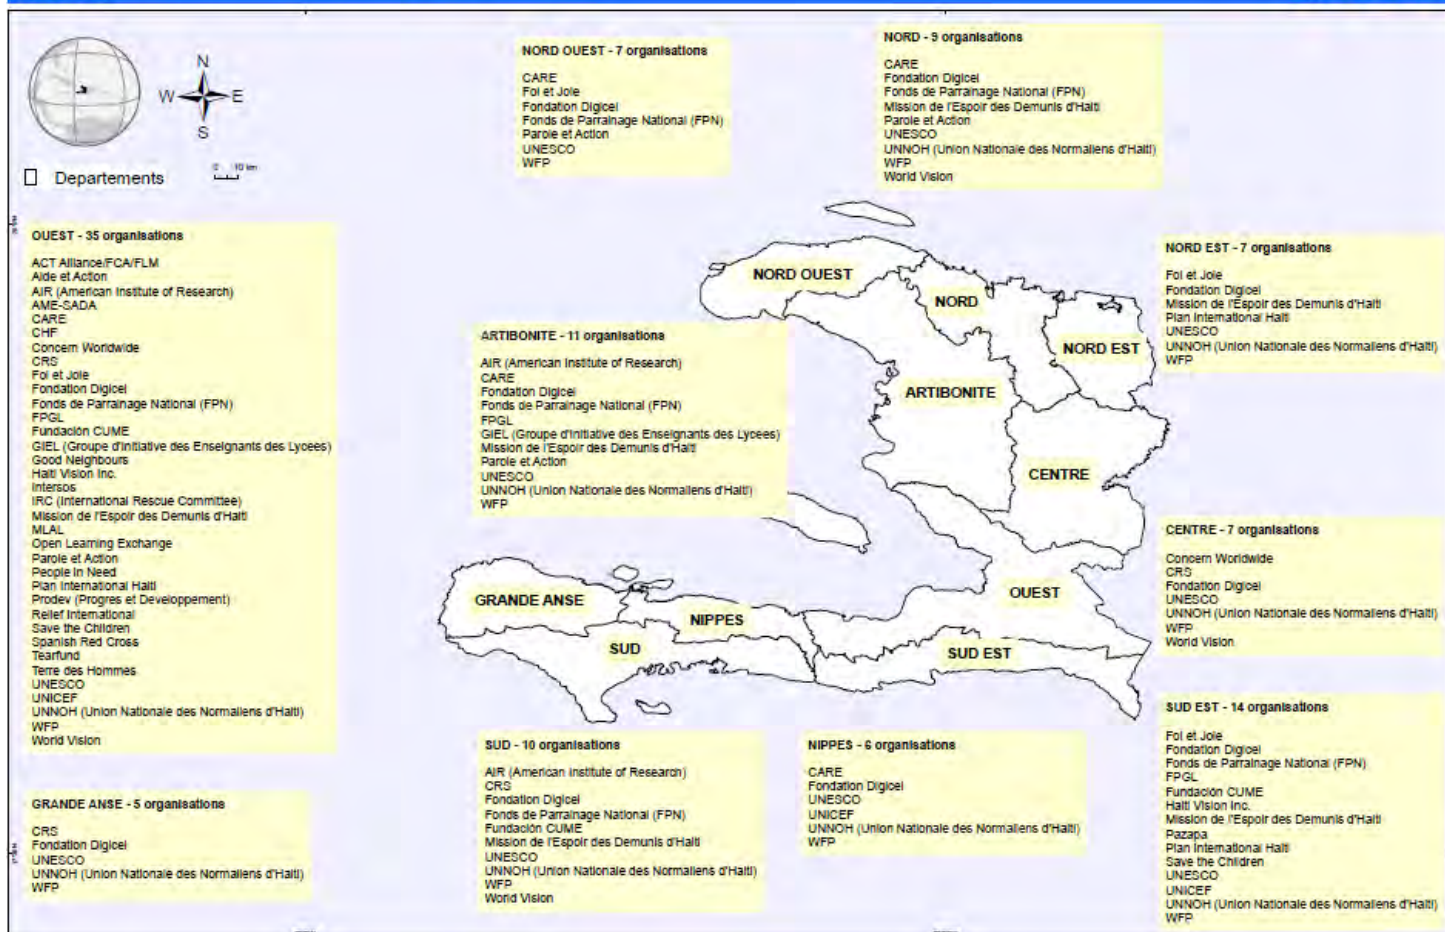 N
W
E
S
Departements
0 10 km
NORD OUEST - 7 organisations
CARE
Foi et Joie
Fondation Digicel
Fonds de Parrainage National (FPN)
Parole et Action
UNESCO
WFP
NORD - 9 organisations
CARE
Fondation Digicel
Fonds de Parrainage National (FPN)
Mission de l'Espoir des Demunis d'Haiti
Parole et Action
UNESCO
UNNOH (Union Nationale des Normaliens d'Haiti)
WFP
World Vision
OUEST - 35 organisations
ACT Alliance/FCA/FLM
Aide et Action
AIR (American Institute of Research)
AME-SADA
CARE
CHF
Concern Worldwide
CRS
Foi et Joie
Fondation Digicel
Fonds de Parrainage National (FPN)
FPGL
Fundación CUME
GIEL (Groupe d'Initiative des Enseignants des Lycees)
Good Neighbours
Haiti Vision Inc.
Intersos
IRC (International Rescue Committee)
Mission de l'Espoir des Demunis d'Haiti
MLAL
Open Learning Exchange
Parole et Action
People In Need
Plan International Haiti
Prodev (Progres et Developpement)
Relief International
Save the Children
Spanish Red Cross
Tearfund
Terre des Hommes
UNESCO
UNICEF
UNNOH (Union Nationale des Normaliens d'Haiti)
WFP
World Vision
ARTIBONITE - 11 organisations
AIR (American Institute of Research)
CARE
Fondation Digicel
Fonds de Parrainage National (FPN)
FPGL
GIEL (Groupe d'Initiative des Enseignants des Lycees)
Mission de l'Espoir des Demunis d'Haiti
Parole et Action
UNESCO
UNNOH (Union Nationale des Normaliens d'Haiti)
WFP
NORD EST - 7 organisations
Foi et Joie
Fondation Digicel
Mission de l'Espoir des Demunis d'Haiti
Plan International Haiti
UNESCO
UNNOH (Union Nationale des Normaliens d'Haiti)
WFP
NORD OUEST
NORD
NORD EST
ARTIBONITE
CENTRE
OUEST
GRANDE ANSE
NIPPES
SUD
SUD EST
CENTRE - 7 organisations
Concern Worldwide
CRS
Fondation Digicel
UNESCO
UNNOH (Union Nationale des Normaliens d'Haiti)
WFP
World Vision
GRANDE ANSE - 5 organisations
CRS
Fondation Digicel
UNESCO
UNNOH (Union Nationale des Normaliens d'Haiti)
WFP
SUD - 10 organisations
AIR (American Institute of Research)
CRS
Fondation Digicel
Fonds de Parrainage National (FPN)
Fundación CUME
Mission de l'Espoir des Demunis d'Haiti
UNESCO
UNNOH (Union Nationale des Normaliens d'Haiti)
WFP
World Vision
NIPPES - 6 organisations
CARE
Fondation Digicel
UNESCO
UNICEF
UNNOH (Union Nationale des Normaliens d'Haiti)
WFP
SUD EST - 14 organisations
Foi et Joie
Fondation Digicel
Fonds de Parrainage National (FPN)
FPGL
Fundación CUME
Haiti Vision Inc.
Mission de l'Espoir des Demunis d'Haiti
Pazapa
Plan International Haiti
Save the Children
UNESCO
UNICEF
UNNOH (Union Nationale des Normaliens d'Haiti)
WFP